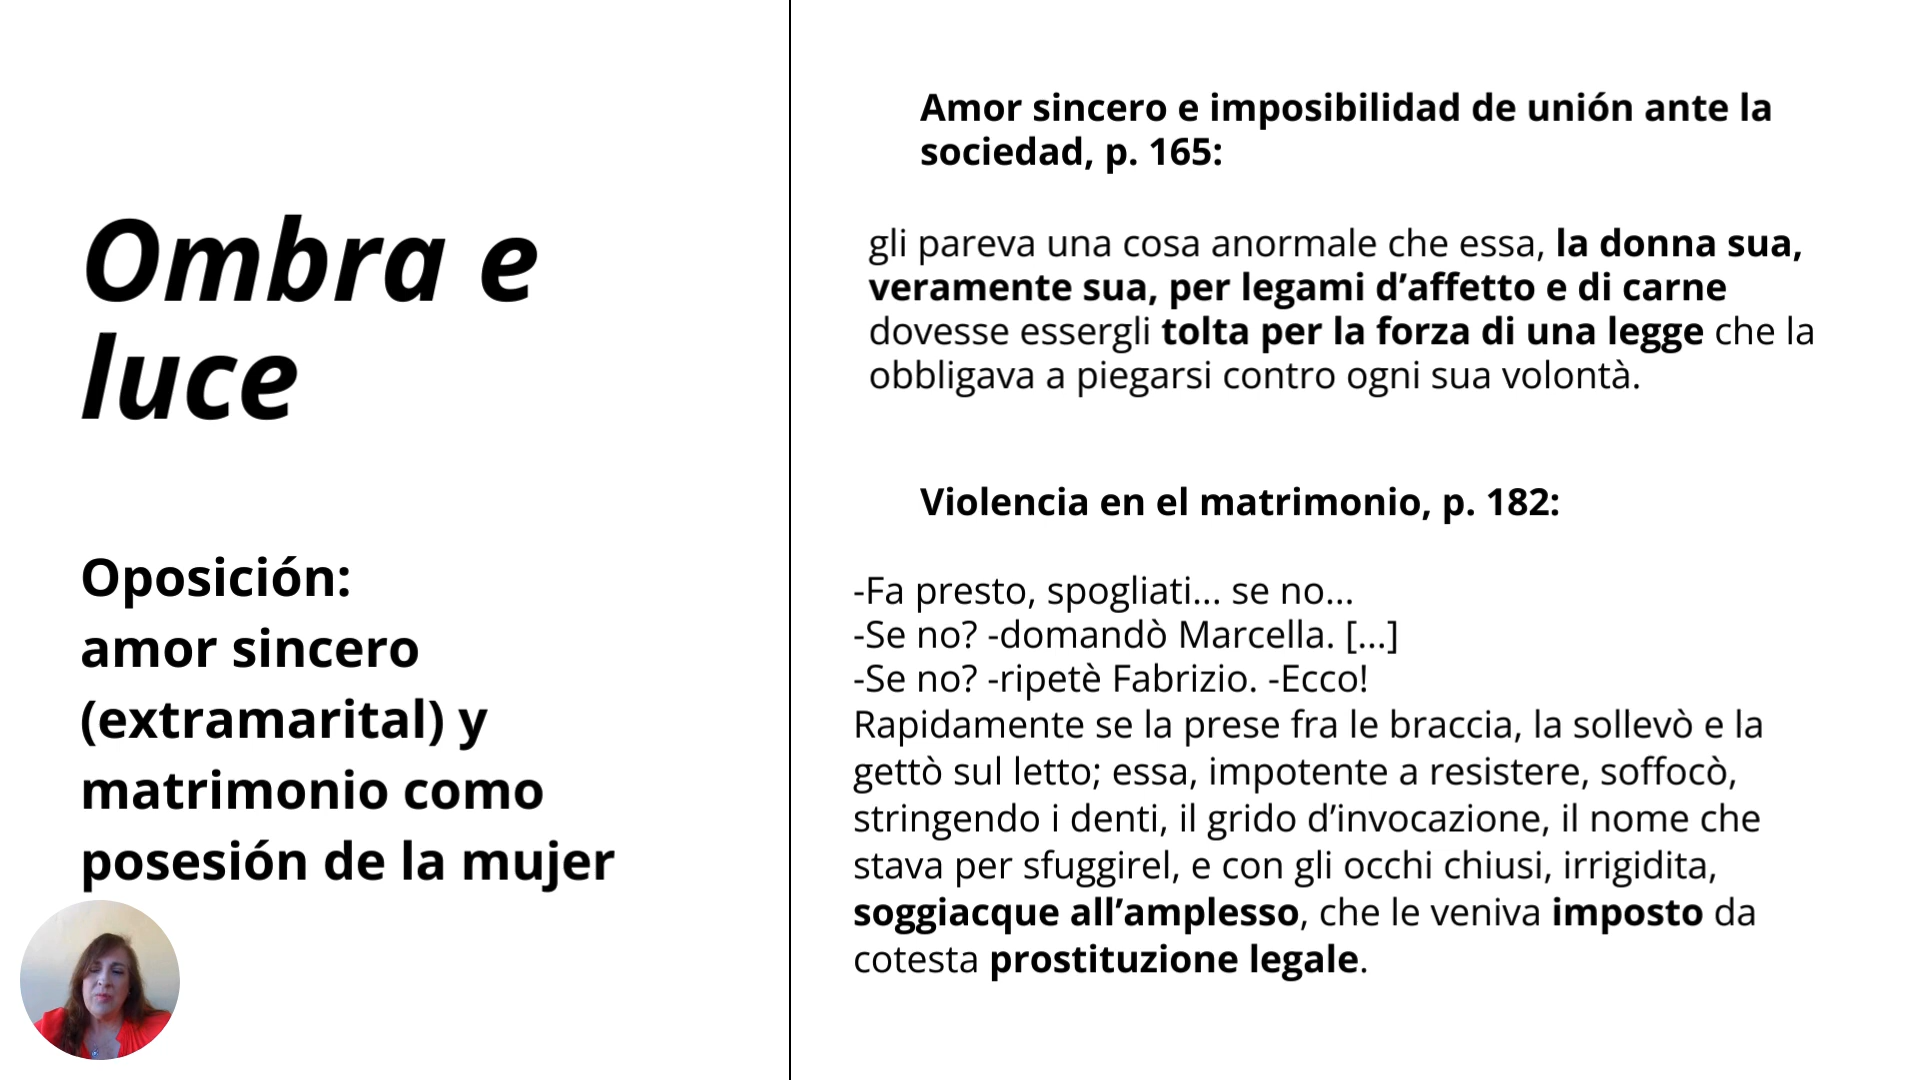 Ombra e
luce
Oposición:
amor sincero
(extramarital) y
matrimonio como
posesión de la mujer
Amor sincero e imposibilidad de unión ante la
sociedad, p. 165:
gli pareva una cosa anormale che essa, la donna sua,
veramente sua, per legami d’affetto e di carne
dovesse essergli tolta per la forza di una legge che la
obbligava a piegarsi contro ogni sua volontà.
Violencia en el matrimonio, p. 182:
-Fa presto, spogliati... se no...
-Se no? -domandò Marcella. [...]
-Se no? -ripetè Fabrizio. -Ecco!
Rapidamente se la prese fra le braccia, la sollevò e la
gettò sul letto; essa, impotente a resistere, soffocò,
stringendo i denti, il grido d’invocazione, il nome che
stava per sfuggirel, e con gli occhi chiusi, irrigidita,
soggiacque all’amplesso, che le veniva imposto da
cotesta prostituzione legale.